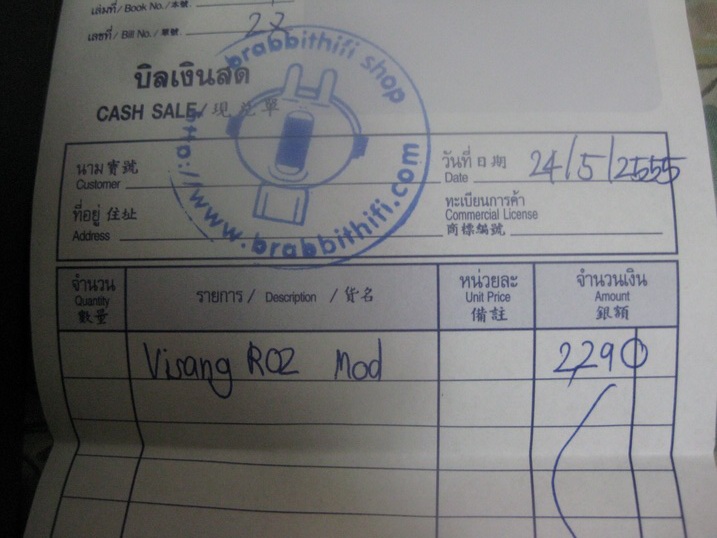 เล่มที่ / Book No. / 本號
เลขที่ / Bill No. / 單號 22
brabbithifi shop
บิลเงินสด
CASH SALE / 現兌單
http://www.brabbithifi.com
นาม 寶號
Customer
วันที่ 日期 24/5/2555
Date
ที่อยู่ 住址
Address
ทะเบียนการค้า
Commercial License
商標編號
จำนวน
Quantity
數量
รายการ / Description / 貨名
หน่วยละ
Unit Price
備註
จำนวนเงิน
Amount
銀額
Visang R02 Mod 2,290